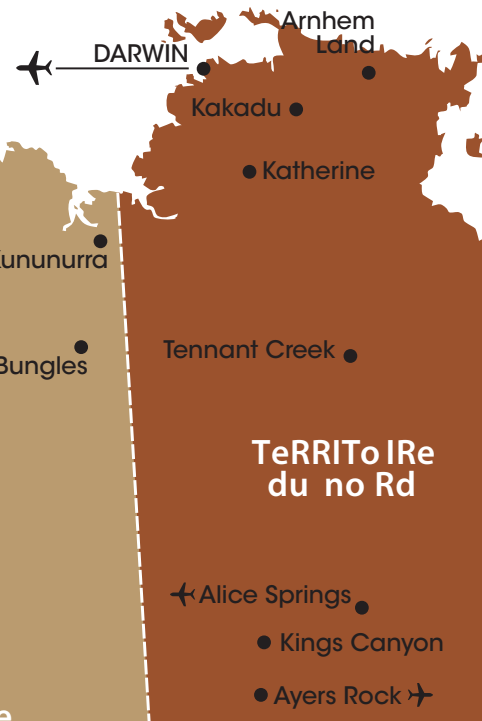 Arnhem
Land
DARWIN
Kakadu
Katherine
ununurra
Bungles
Tennant Creek
TeRRITo IRe
du no Rd
Alice Springs
Kings Canyon
Ayers Rock
e